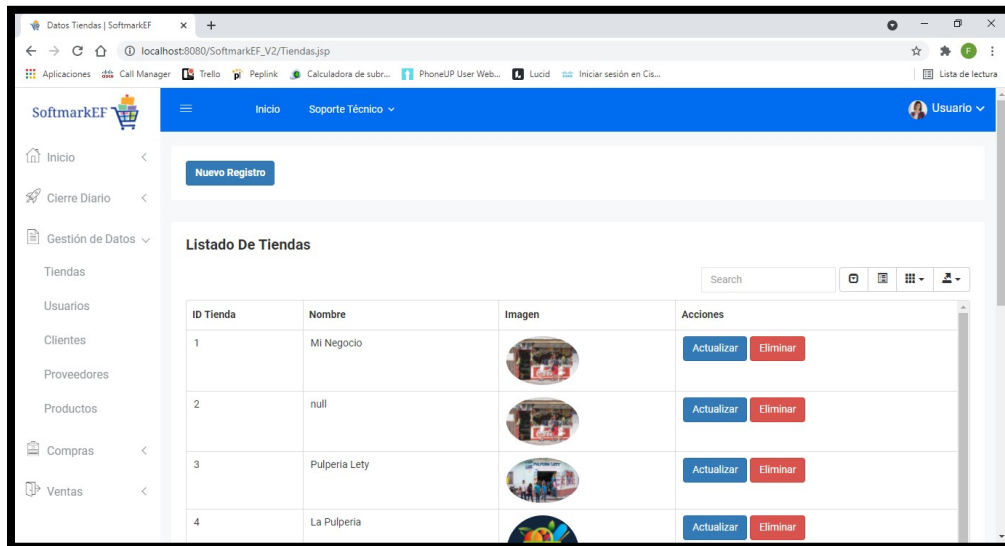 Datos Tiendas | SoftmarkEF
localhost:8080/SoftmarkEF_V2/Tiendas.jsp
Aplicaciones Call Manager Trello Peplink Calculadora de subr... PhoneUP User Web... Lucid Iniciar sesión en Cis... Lista de lectura
SoftmarkEF Inicio Soporte Técnico Usuario
Inicio
Cierre Diario
Gestión de Datos
Tiendas
Usuarios
Clientes
Proveedores
Productos
Compras
Ventas
Nuevo Registro
Listado De Tiendas
Search
ID Tienda Nombre Imagen Acciones
1 Mi Negocio Actualizar Eliminar
2 null Actualizar Eliminar
3 Pulperia Lety Actualizar Eliminar
4 La Pulperia Actualizar Eliminar